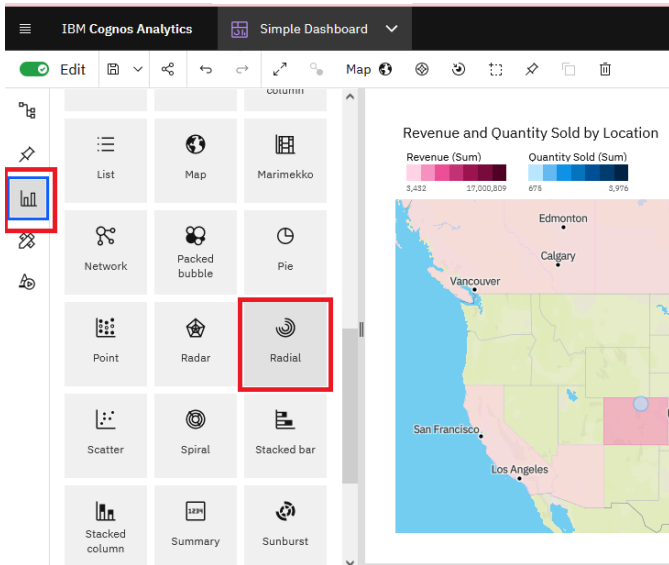 IBM Cognos Analytics
Simple Dashboard
Edit
Map
column
List
Map
Marimekko
Network
Packed
bubble
Pie
Point
Radar
Radial
Scatter
Spiral
Stacked bar
Stacked
column
1234
Summary
Sunburst
Revenue and Quantity Sold by Location
Revenue (Sum)
Quantity Sold (Sum)
3,432
17,000,809
675
3,976
Edmonton
Calgary
Vancouver
San Francisco
Los Angeles